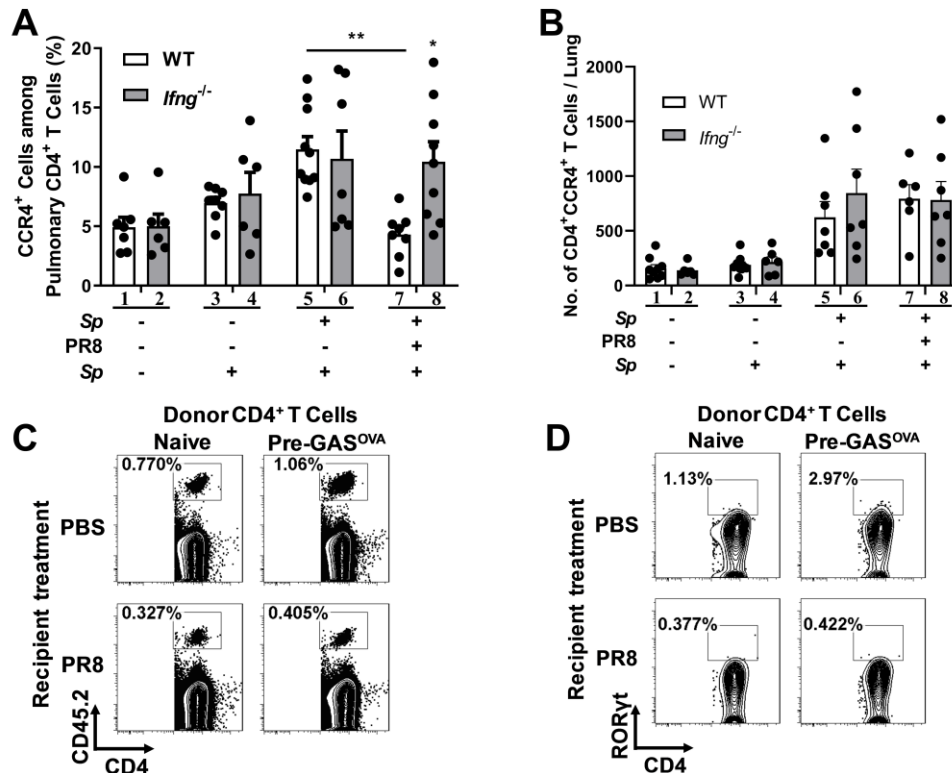 A
CCR4⁺ Cells among
Pulmonary CD4⁺ T Cells (%)
20
15
10
5
0
WT
Ifng⁻/⁻
**
*
1 2 3 4 5 6 7 8
Sp - - + +
PR8 - - - +
Sp - + + +
B
No. of CD4⁺CCR4⁺ T Cells / Lung
2000
1500
1000
500
0
WT
Ifng⁻/⁻
1 2 3 4 5 6 7 8
Sp - - + +
PR8 - - - +
Sp - + + +
C
Donor CD4⁺ T Cells
Naive Pre-GASᴼⱽᴬ
Recipient treatment
PBS
0.770% 1.06%
PR8
0.327% 0.405%
CD45.2
CD4
D
Donor CD4⁺ T Cells
Naive Pre-GASᴼⱽᴬ
Recipient treatment
PBS
1.13% 2.97%
PR8
0.377% 0.422%
RORγt
CD4